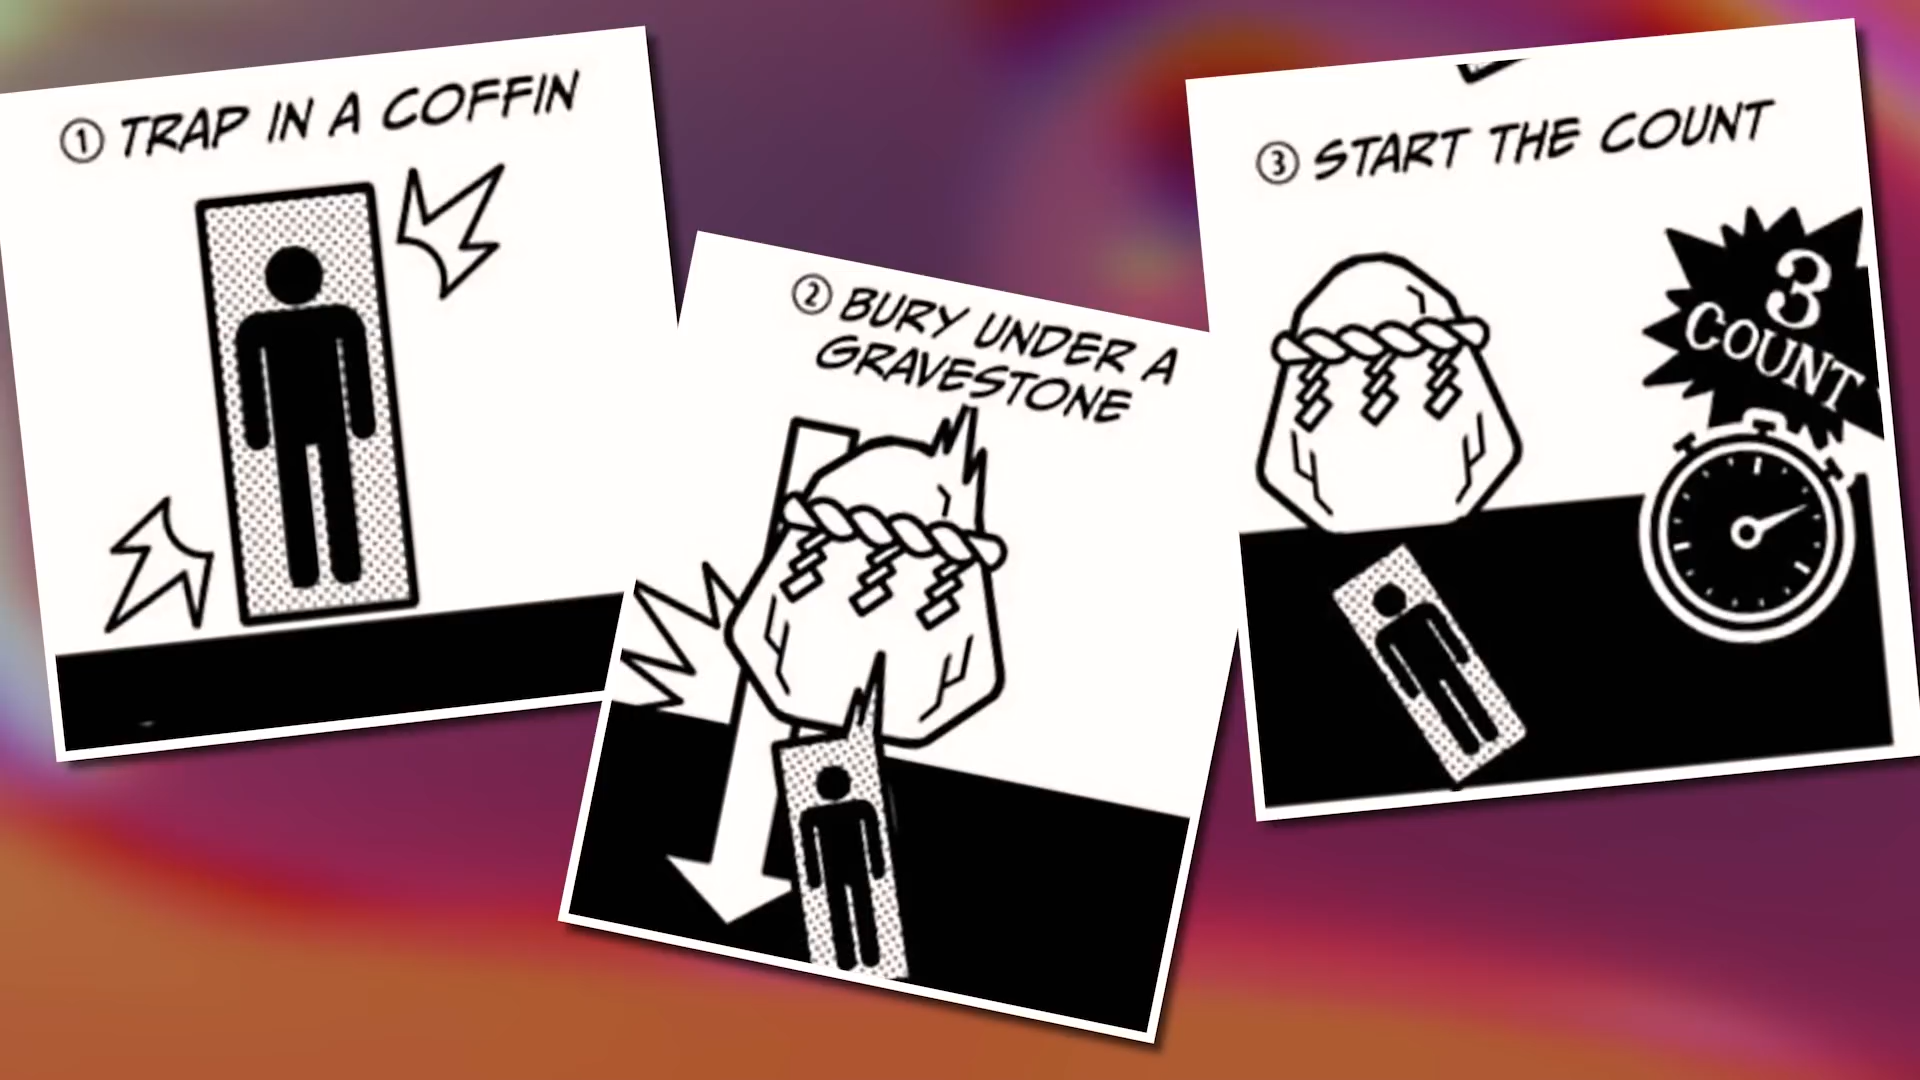 ① TRAP IN A COFFIN
② BURY UNDER A
GRAVESTONE
③ START THE COUNT
3
COUNT